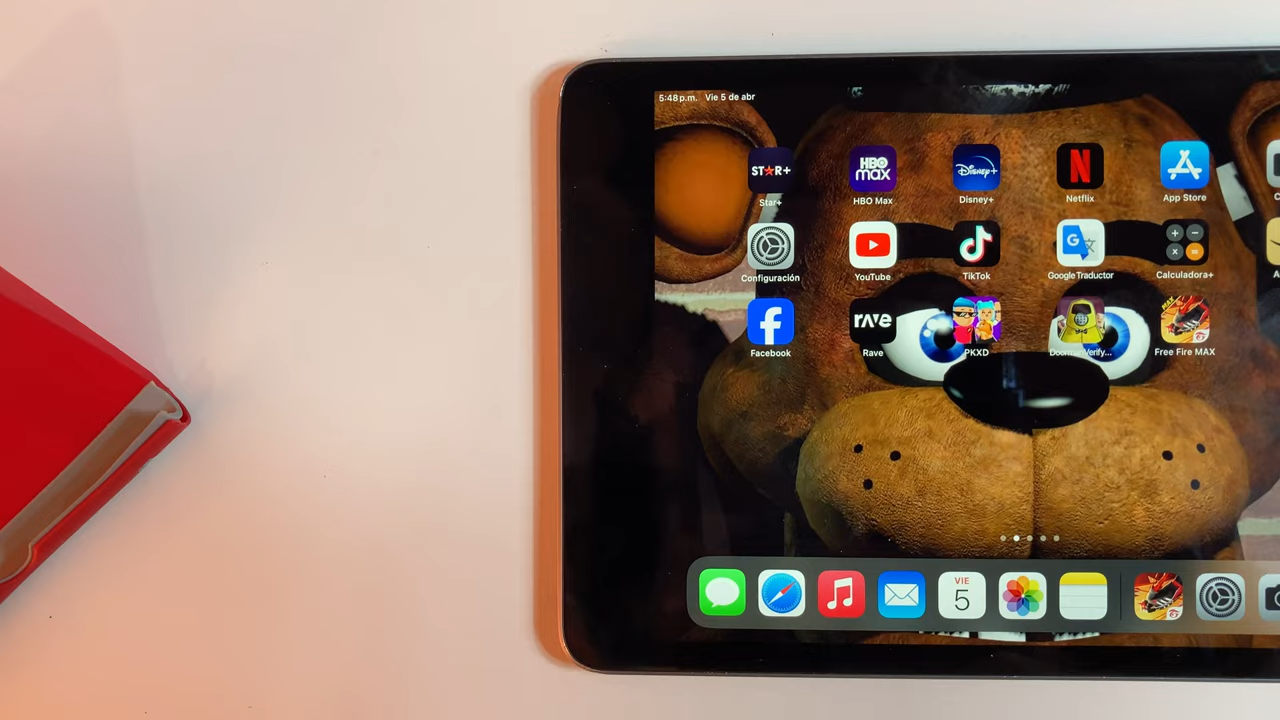 5:48 p.m. Vie 5 de abr
ST★R+
HBO
max
Disney+
N
Star+
HBO Max
Disney+
Netflix
App Store
G
Configuración
YouTube
TikTok
Google Traductor
Calculadora+
f
rave
MAX
Facebook
Rave
PKXD
Free Fire MAX
VIE
5